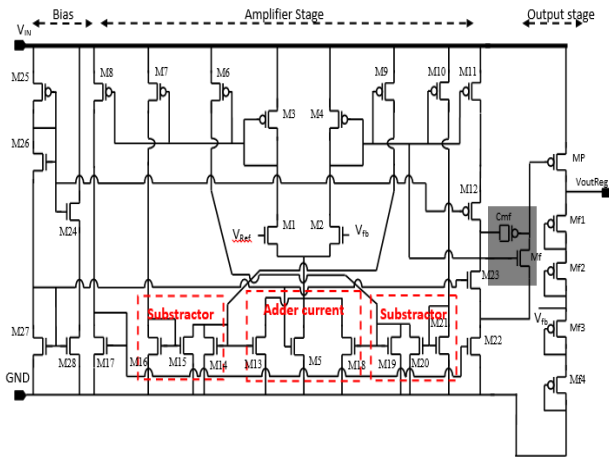 Bias
Amplifier Stage
Output stage
VIN
M25
M8
M7
M6
M9
M10
M11
M3
M4
M26
MP
VoutReg
M12
Cmf
M24
M1
M2
VRef
Vfb
Mf1
Mf
M23
Mf2
Substractor
Adder current
Substractor
Vfb
M21
Mf3
M27
M28
M17
M16
M15
M14
M13
M5
M18
M19
M20
M22
GND
Mf4